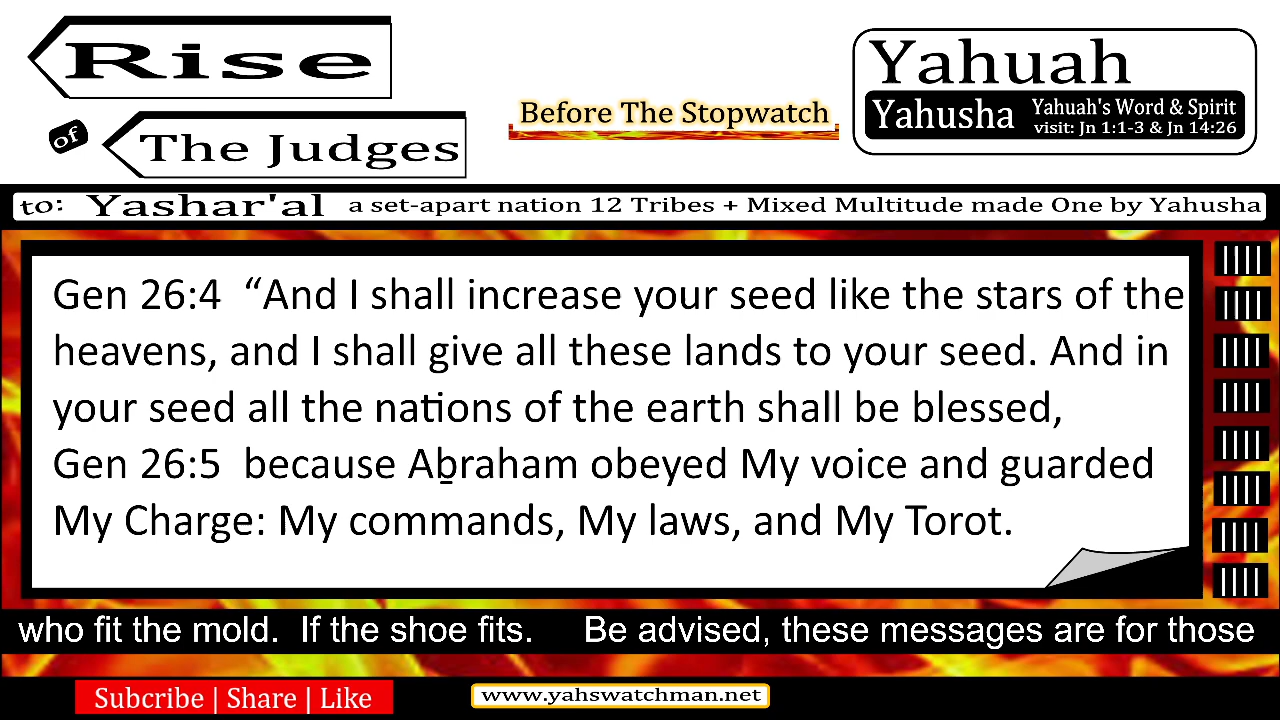 Rise
of
The Judges
Before The Stopwatch
Yahuah
Yahusha
Yahuah's Word & Spirit
visit: Jn 1:1-3 & Jn 14:26
to: Yashar'al a set-apart nation 12 Tribes + Mixed Multitude made One by Yahusha
Gen 26:4 “And I shall increase your seed like the stars of the
heavens, and I shall give all these lands to your seed. And in
your seed all the nations of the earth shall be blessed,
Gen 26:5 because Aḇraham obeyed My voice and guarded
My Charge: My commands, My laws, and My Torot.
who fit the mold. If the shoe fits. Be advised, these messages are for those
Subcribe | Share | Like
www.yahswatchman.net